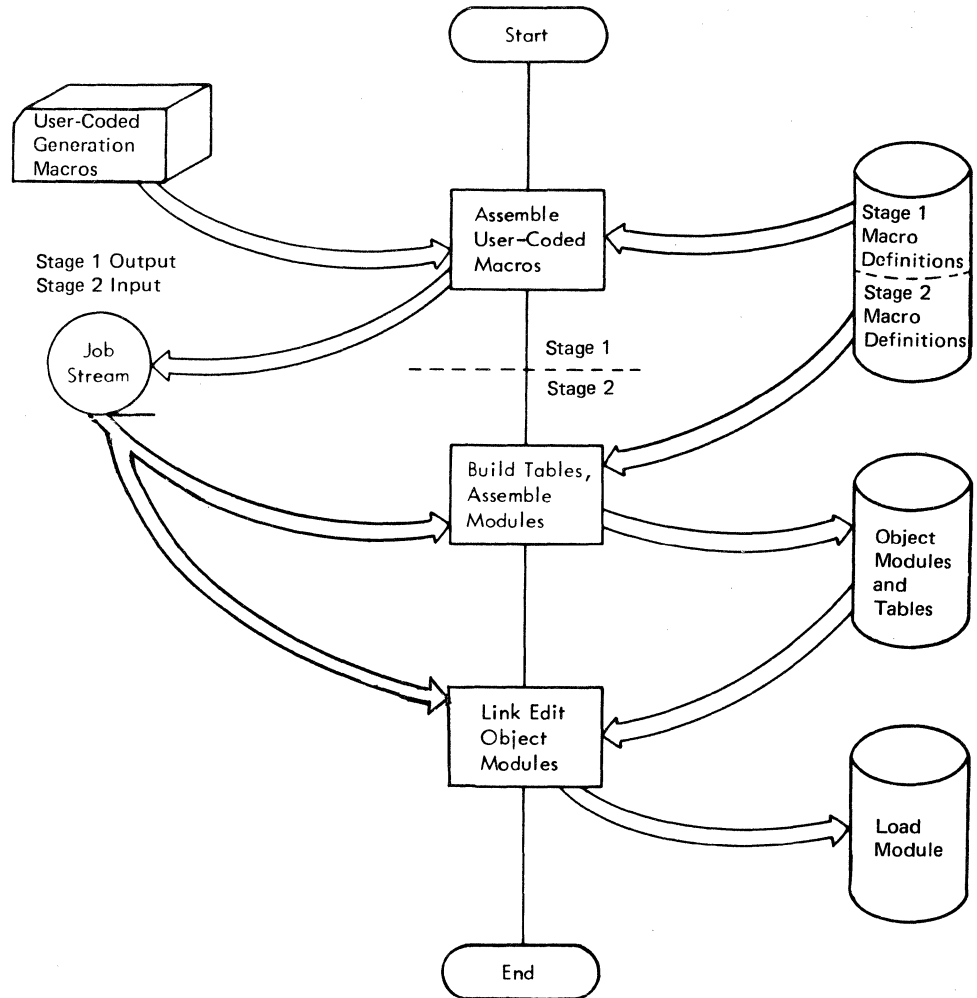 Start
User-Coded
Generation
Macros
Assemble
User-Coded
Macros
Stage 1
Macro
Definitions
Stage 2
Macro
Definitions
Stage 1 Output
Stage 2 Input
Job
Stream
Stage 1
Stage 2
Build Tables,
Assemble
Modules
Object
Modules
and
Tables
Link Edit
Object
Modules
Load
Module
End